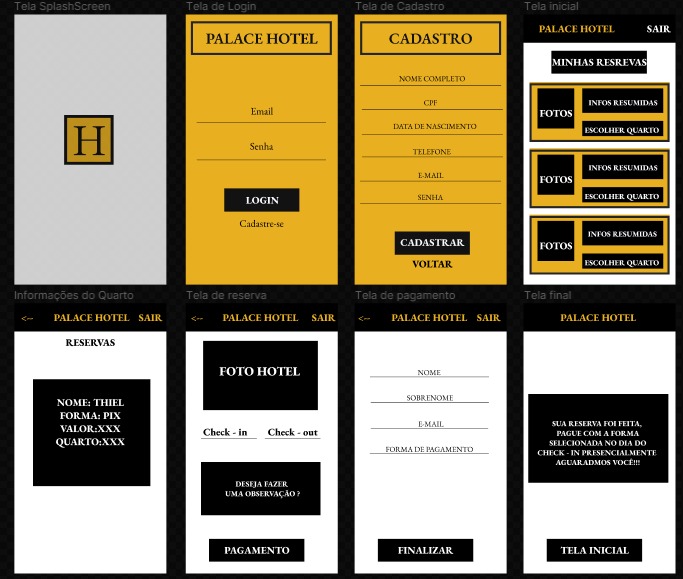 Tela SplashScreen
H
Tela de Login
PALACE HOTEL
Email
Senha
LOGIN
Cadastre-se
Tela de Cadastro
CADASTRO
NOME COMPLETO
CPF
DATA DE NASCIMENTO
TELEFONE
E-MAIL
SENHA
CADASTRAR
VOLTAR
Tela inicial
PALACE HOTEL SAIR
MINHAS RESREVAS
FOTOS
INFOS RESUMIDAS
ESCOLHER QUARTO
FOTOS
INFOS RESUMIDAS
ESCOLHER QUARTO
FOTOS
INFOS RESUMIDAS
ESCOLHER QUARTO
Informações do Quarto
<-- PALACE HOTEL SAIR
RESERVAS
NOME: THIEL
FORMA: PIX
VALOR:XXX
QUARTO:XXX
Tela de reserva
<-- PALACE HOTEL SAIR
FOTO HOTEL
Check - in Check - out
DESEJA FAZER
UMA OBSERVAÇÃO ?
PAGAMENTO
Tela de pagamento
<-- PALACE HOTEL SAIR
NOME
SOBRENOME
E-MAIL
FORMA DE PAGAMENTO
FINALIZAR
Tela final
PALACE HOTEL
SUA RESERVA FOI FEITA,
PAGUE COM A FORMA
SELECIONADA NO DIA DO
CHECK - IN PRESENCIALMENTE
AGUARADMOS VOCÊ!!!
TELA INICIAL